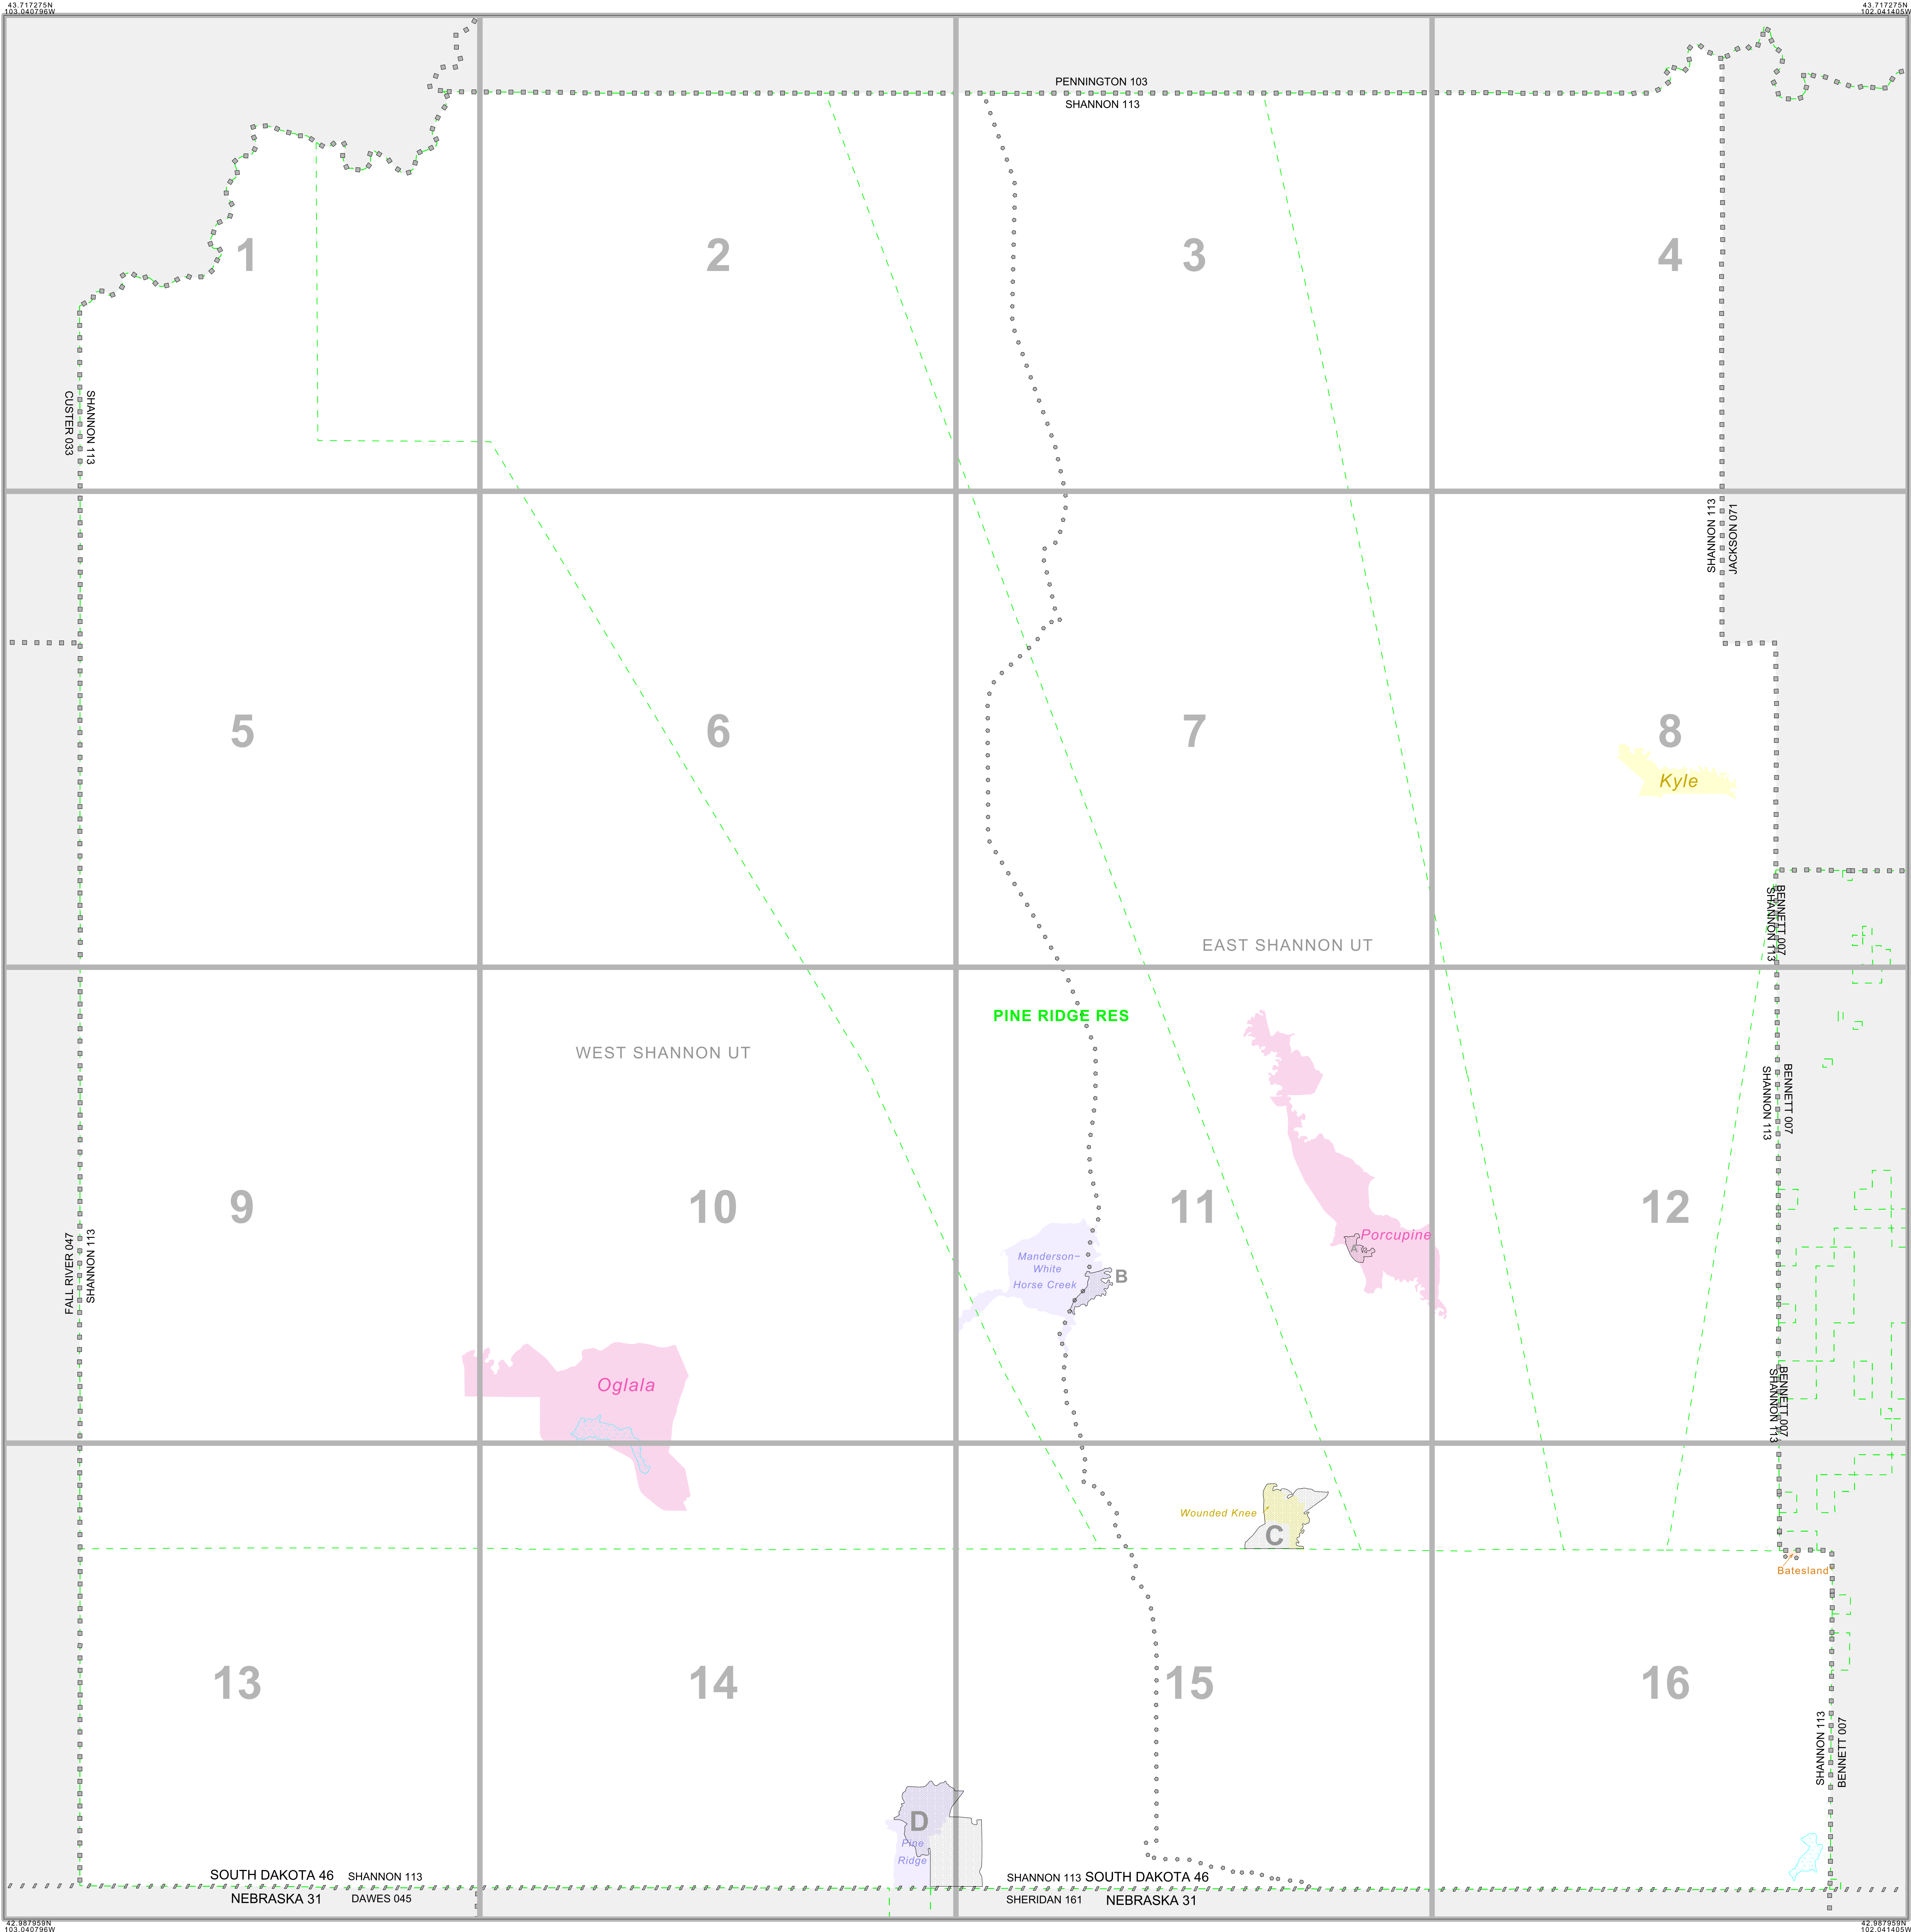 43.717275N
103.040796W
43.717275N
102.041405W
PENNINGTON 103
SHANNON 113
1
2
3
4
CUSTER 033
SHANNON 113
SHANNON 113
JACKSON 071
5
6
7
8
Kyle
BENNETT 007
SHANNON 113
EAST SHANNON UT
PINE RIDGE RES
WEST SHANNON UT
SHANNON 113
BENNETT 007
9
10
11
12
FALL RIVER 047
SHANNON 113
Porcupine
A
Manderson–
White
Horse Creek
B
Oglala
BENNETT 007
SHANNON 113
Wounded Knee
C
Batesland
13
14
15
16
SHANNON 113
BENNETT 007
D
Pine
Ridge
SOUTH DAKOTA 46 SHANNON 113
NEBRASKA 31 DAWES 045
SHANNON 113 SOUTH DAKOTA 46
SHERIDAN 161 NEBRASKA 31
42.987959N
103.040796W
42.987959N
102.041405W